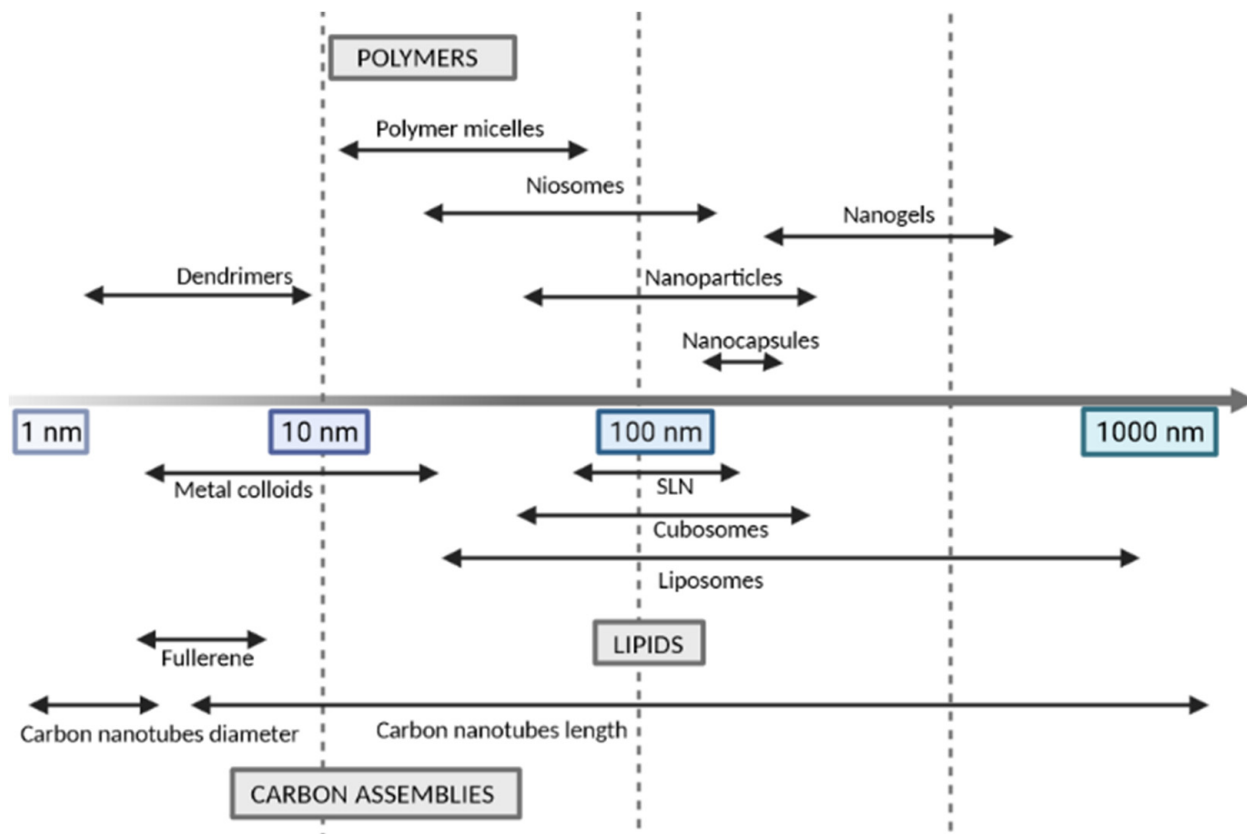 POLYMERS
Polymer micelles
Niosomes
Nanogels
Dendrimers
Nanoparticles
Nanocapsules
1 nm
10 nm
100 nm
1000 nm
Metal colloids
SLN
Cubosomes
Liposomes
LIPIDS
Fullerene
Carbon nanotubes diameter
Carbon nanotubes length
CARBON ASSEMBLIES